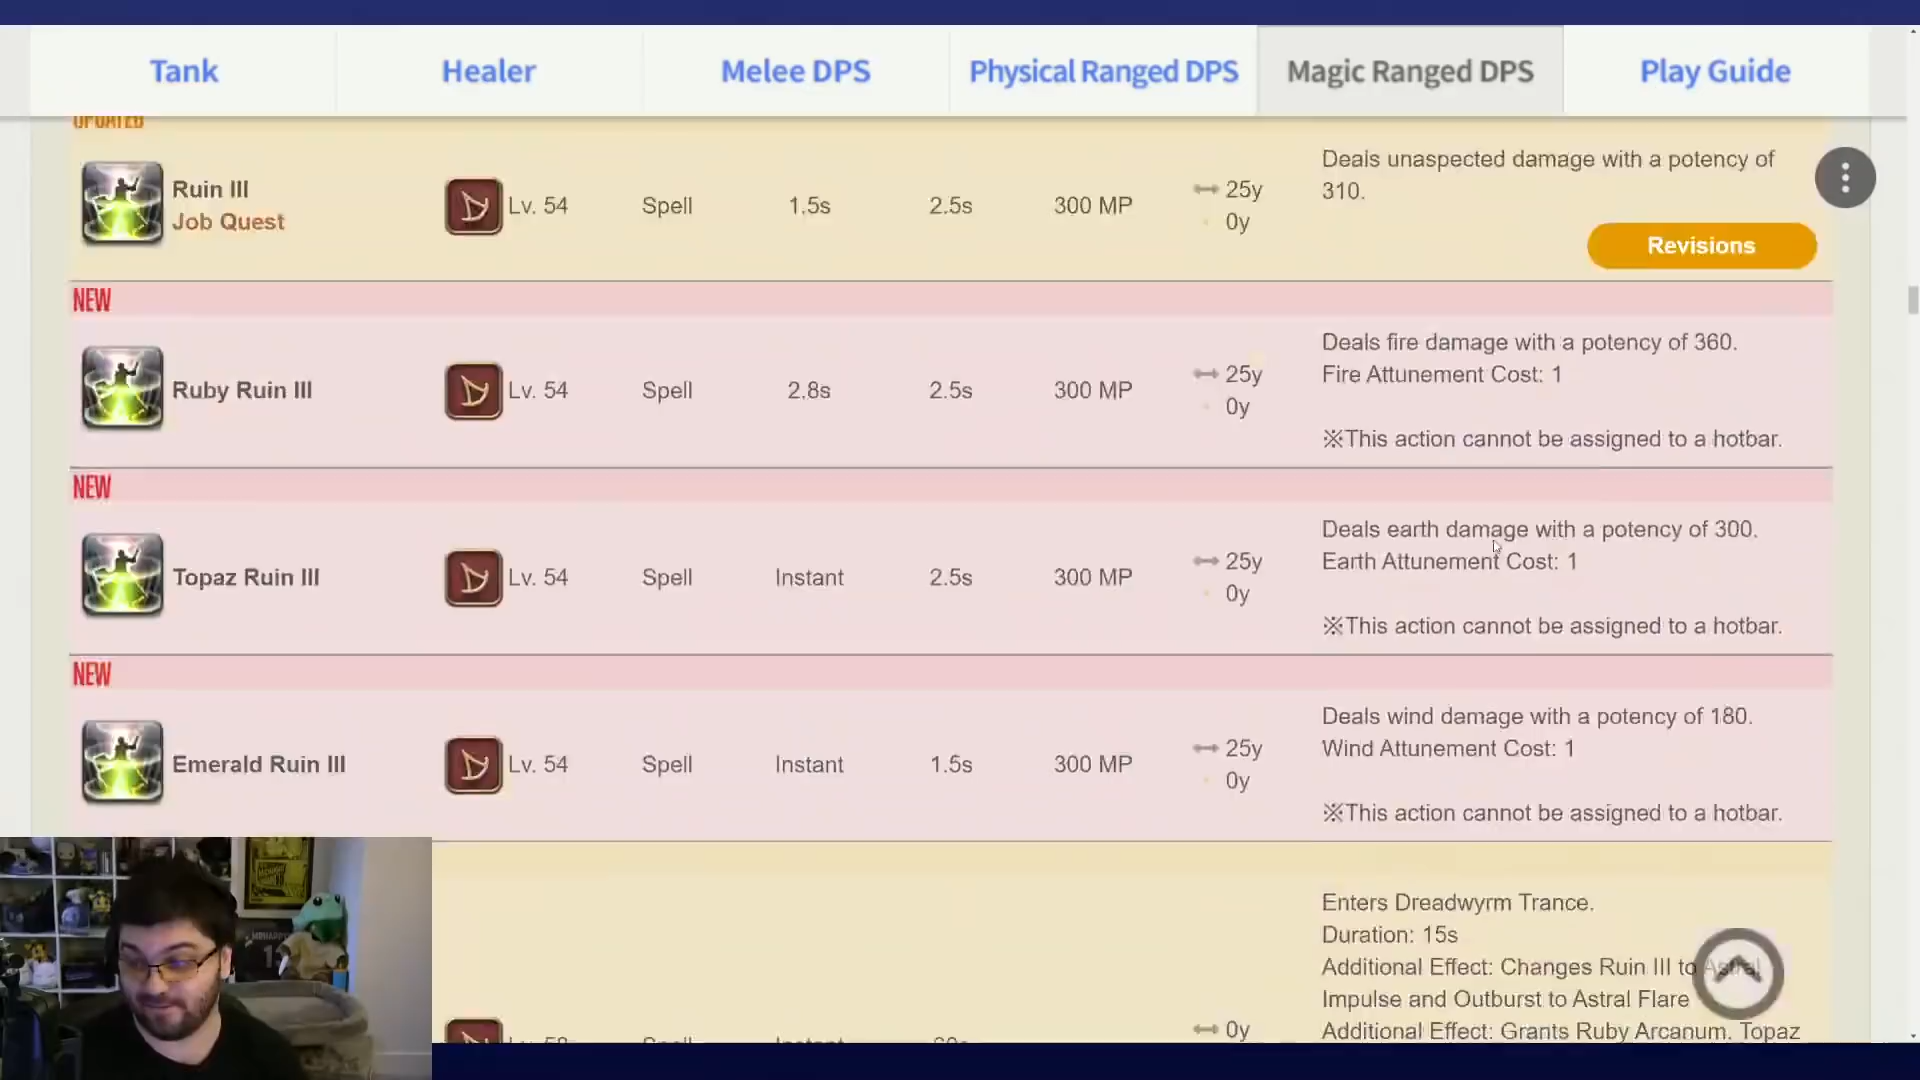 Tank
Healer
Melee DPS
Physical Ranged DPS
Magic Ranged DPS
Play Guide
UPDATED
Ruin III
Job Quest
Lv. 54
Spell
1.5s
2.5s
300 MP
25y
0y
Deals unaspected damage with a potency of
310.
Revisions
NEW
Ruby Ruin III
Lv. 54
Spell
2.8s
2.5s
300 MP
25y
0y
Deals fire damage with a potency of 360.
Fire Attunement Cost: 1
※This action cannot be assigned to a hotbar.
NEW
Topaz Ruin III
Lv. 54
Spell
Instant
2.5s
300 MP
25y
0y
Deals earth damage with a potency of 300.
Earth Attunement Cost: 1
※This action cannot be assigned to a hotbar.
NEW
Emerald Ruin III
Lv. 54
Spell
Instant
1.5s
300 MP
25y
0y
Deals wind damage with a potency of 180.
Wind Attunement Cost: 1
※This action cannot be assigned to a hotbar.
0y
Enters Dreadwyrm Trance.
Duration: 15s
Additional Effect: Changes Ruin III to Astral
Impulse and Outburst to Astral Flare
Additional Effect: Grants Ruby Arcanum, Topaz